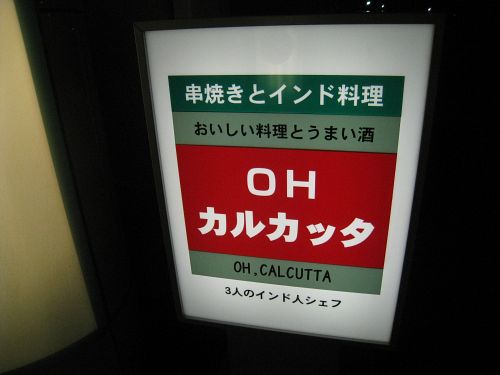 串焼きとインド料理
おいしい料理とうまい酒
OH
カルカッタ
OH,CALCUTTA
3人のインド人シェフ